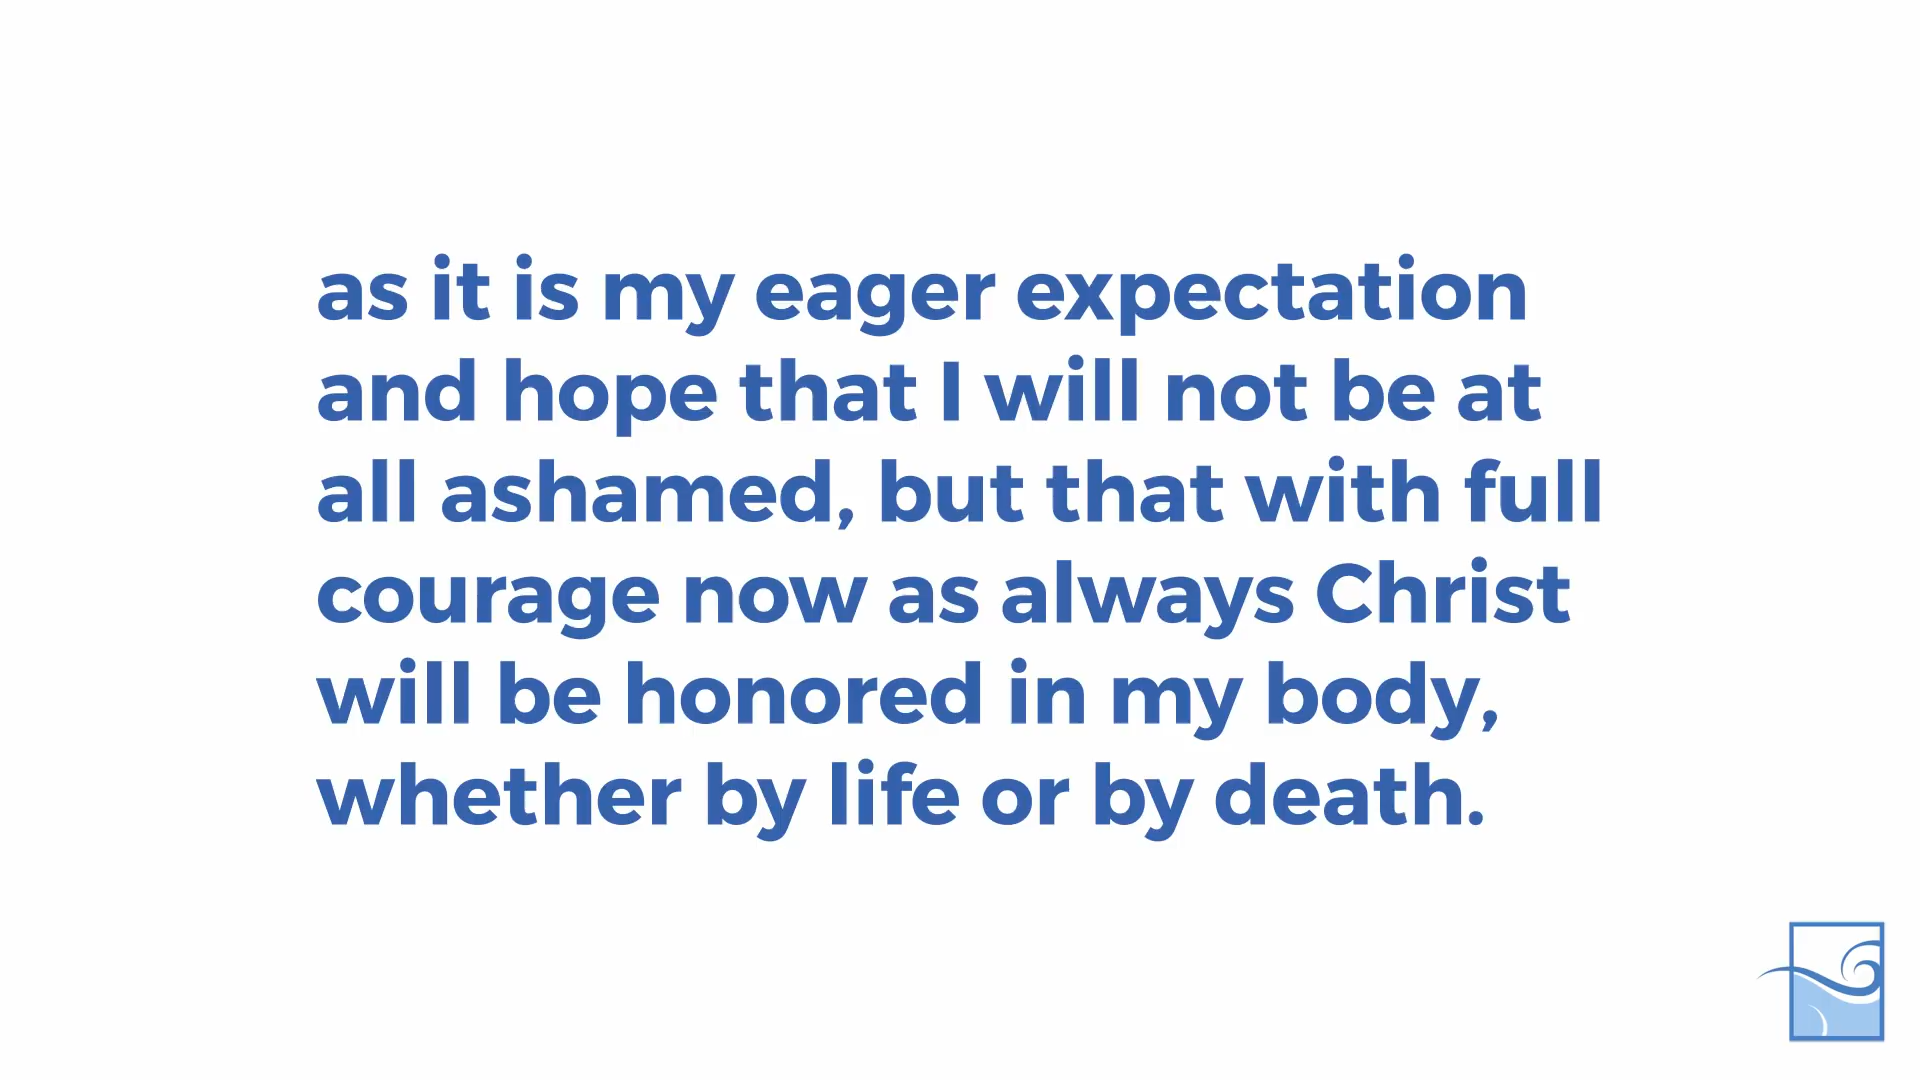 as it is my eager expectation
and hope that I will not be at
all ashamed, but that with full
courage now as always Christ
will be honored in my body,
whether by life or by death.